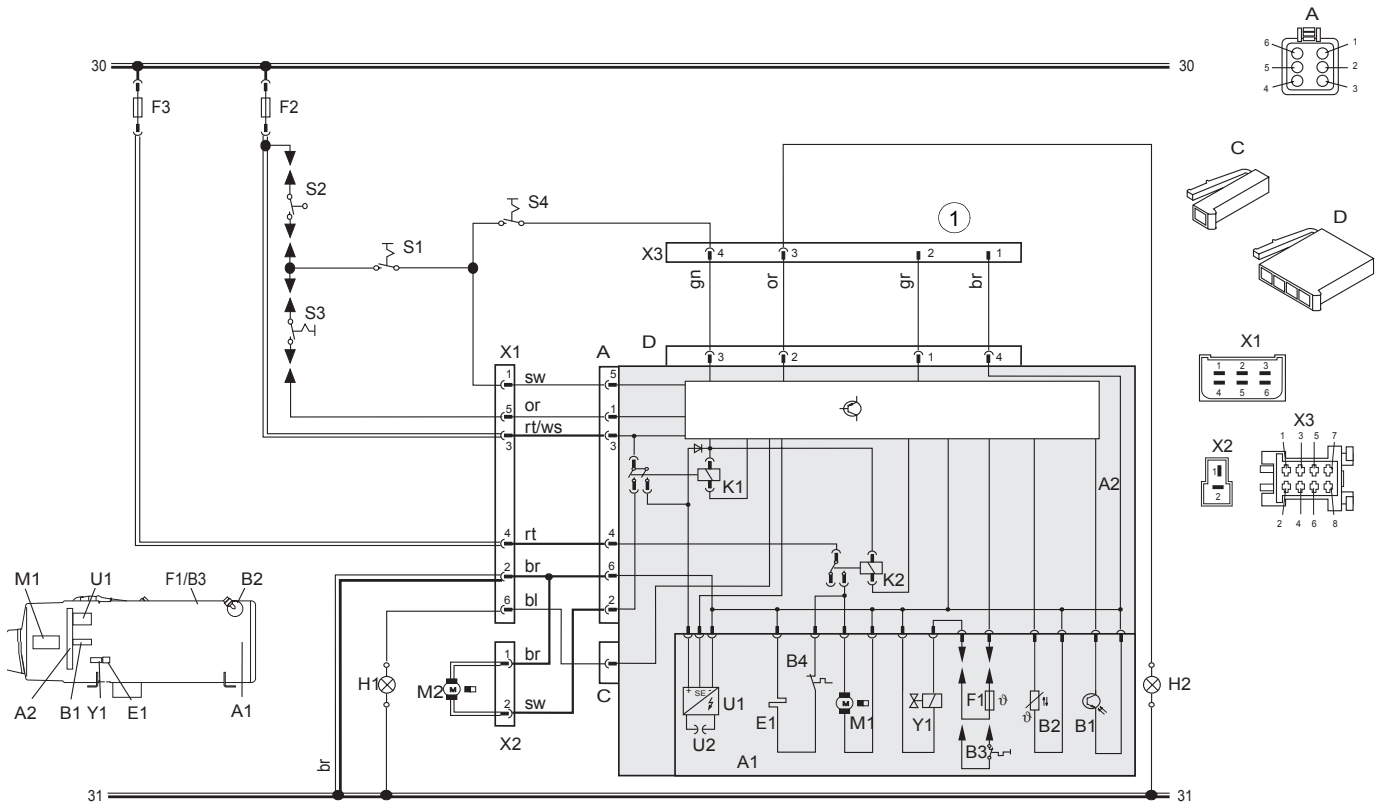 A
6 1
5 2
4 3
30 30
F3 F2
C
S2
S4
1
D
S1
X3 4 3 2 1
gn or gr br
S3
X1
X1 A D 3 2 1 4
1 2 3
4 5 6
1 sw 5
5 or 1
rt/ws
3 3
X3
1 3 5 7
X2
1
2
2 4 6 8
K1 A2
4 rt 4
M1 U1 F1/B3 B2
2 br 6
K2
6 bl 2
1 br
H1 M2 M C
B4
+ SE -
U1 E1 M M1 Y1 F1 ϑ ϑ B2 B1 H2
2 sw
A2 B1 Y1 E1 A1
X2
U2
B3
A1
br
31 31